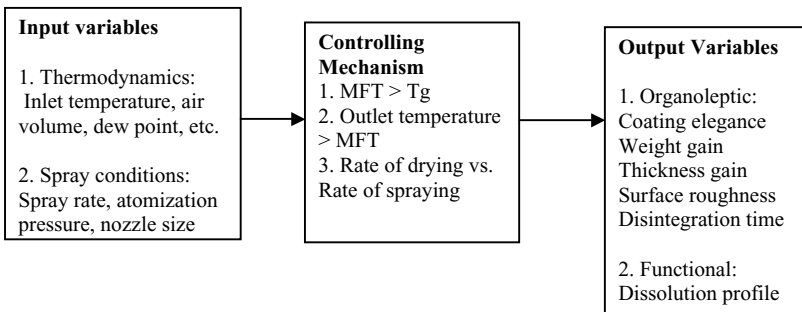 Input variables
1. Thermodynamics:
Inlet temperature, air
volume, dew point, etc.
2. Spray conditions:
Spray rate, atomization
pressure, nozzle size
Controlling
Mechanism
1. MFT > Tg
2. Outlet temperature
> MFT
3. Rate of drying vs.
Rate of spraying
Output Variables
1. Organoleptic:
Coating elegance
Weight gain
Thickness gain
Surface roughness
Disintegration time
2. Functional:
Dissolution profile